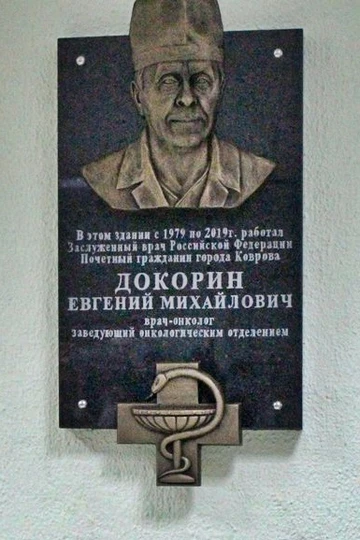 В этом здании с 1979 по 2019г. работал
Заслуженный врач Российской Федерации
Почетный гражданин города Коврова
ДОКОРИН
ЕВГЕНИЙ МИХАЙЛОВИЧ
врач-онколог
заведующий онкологическим отделением